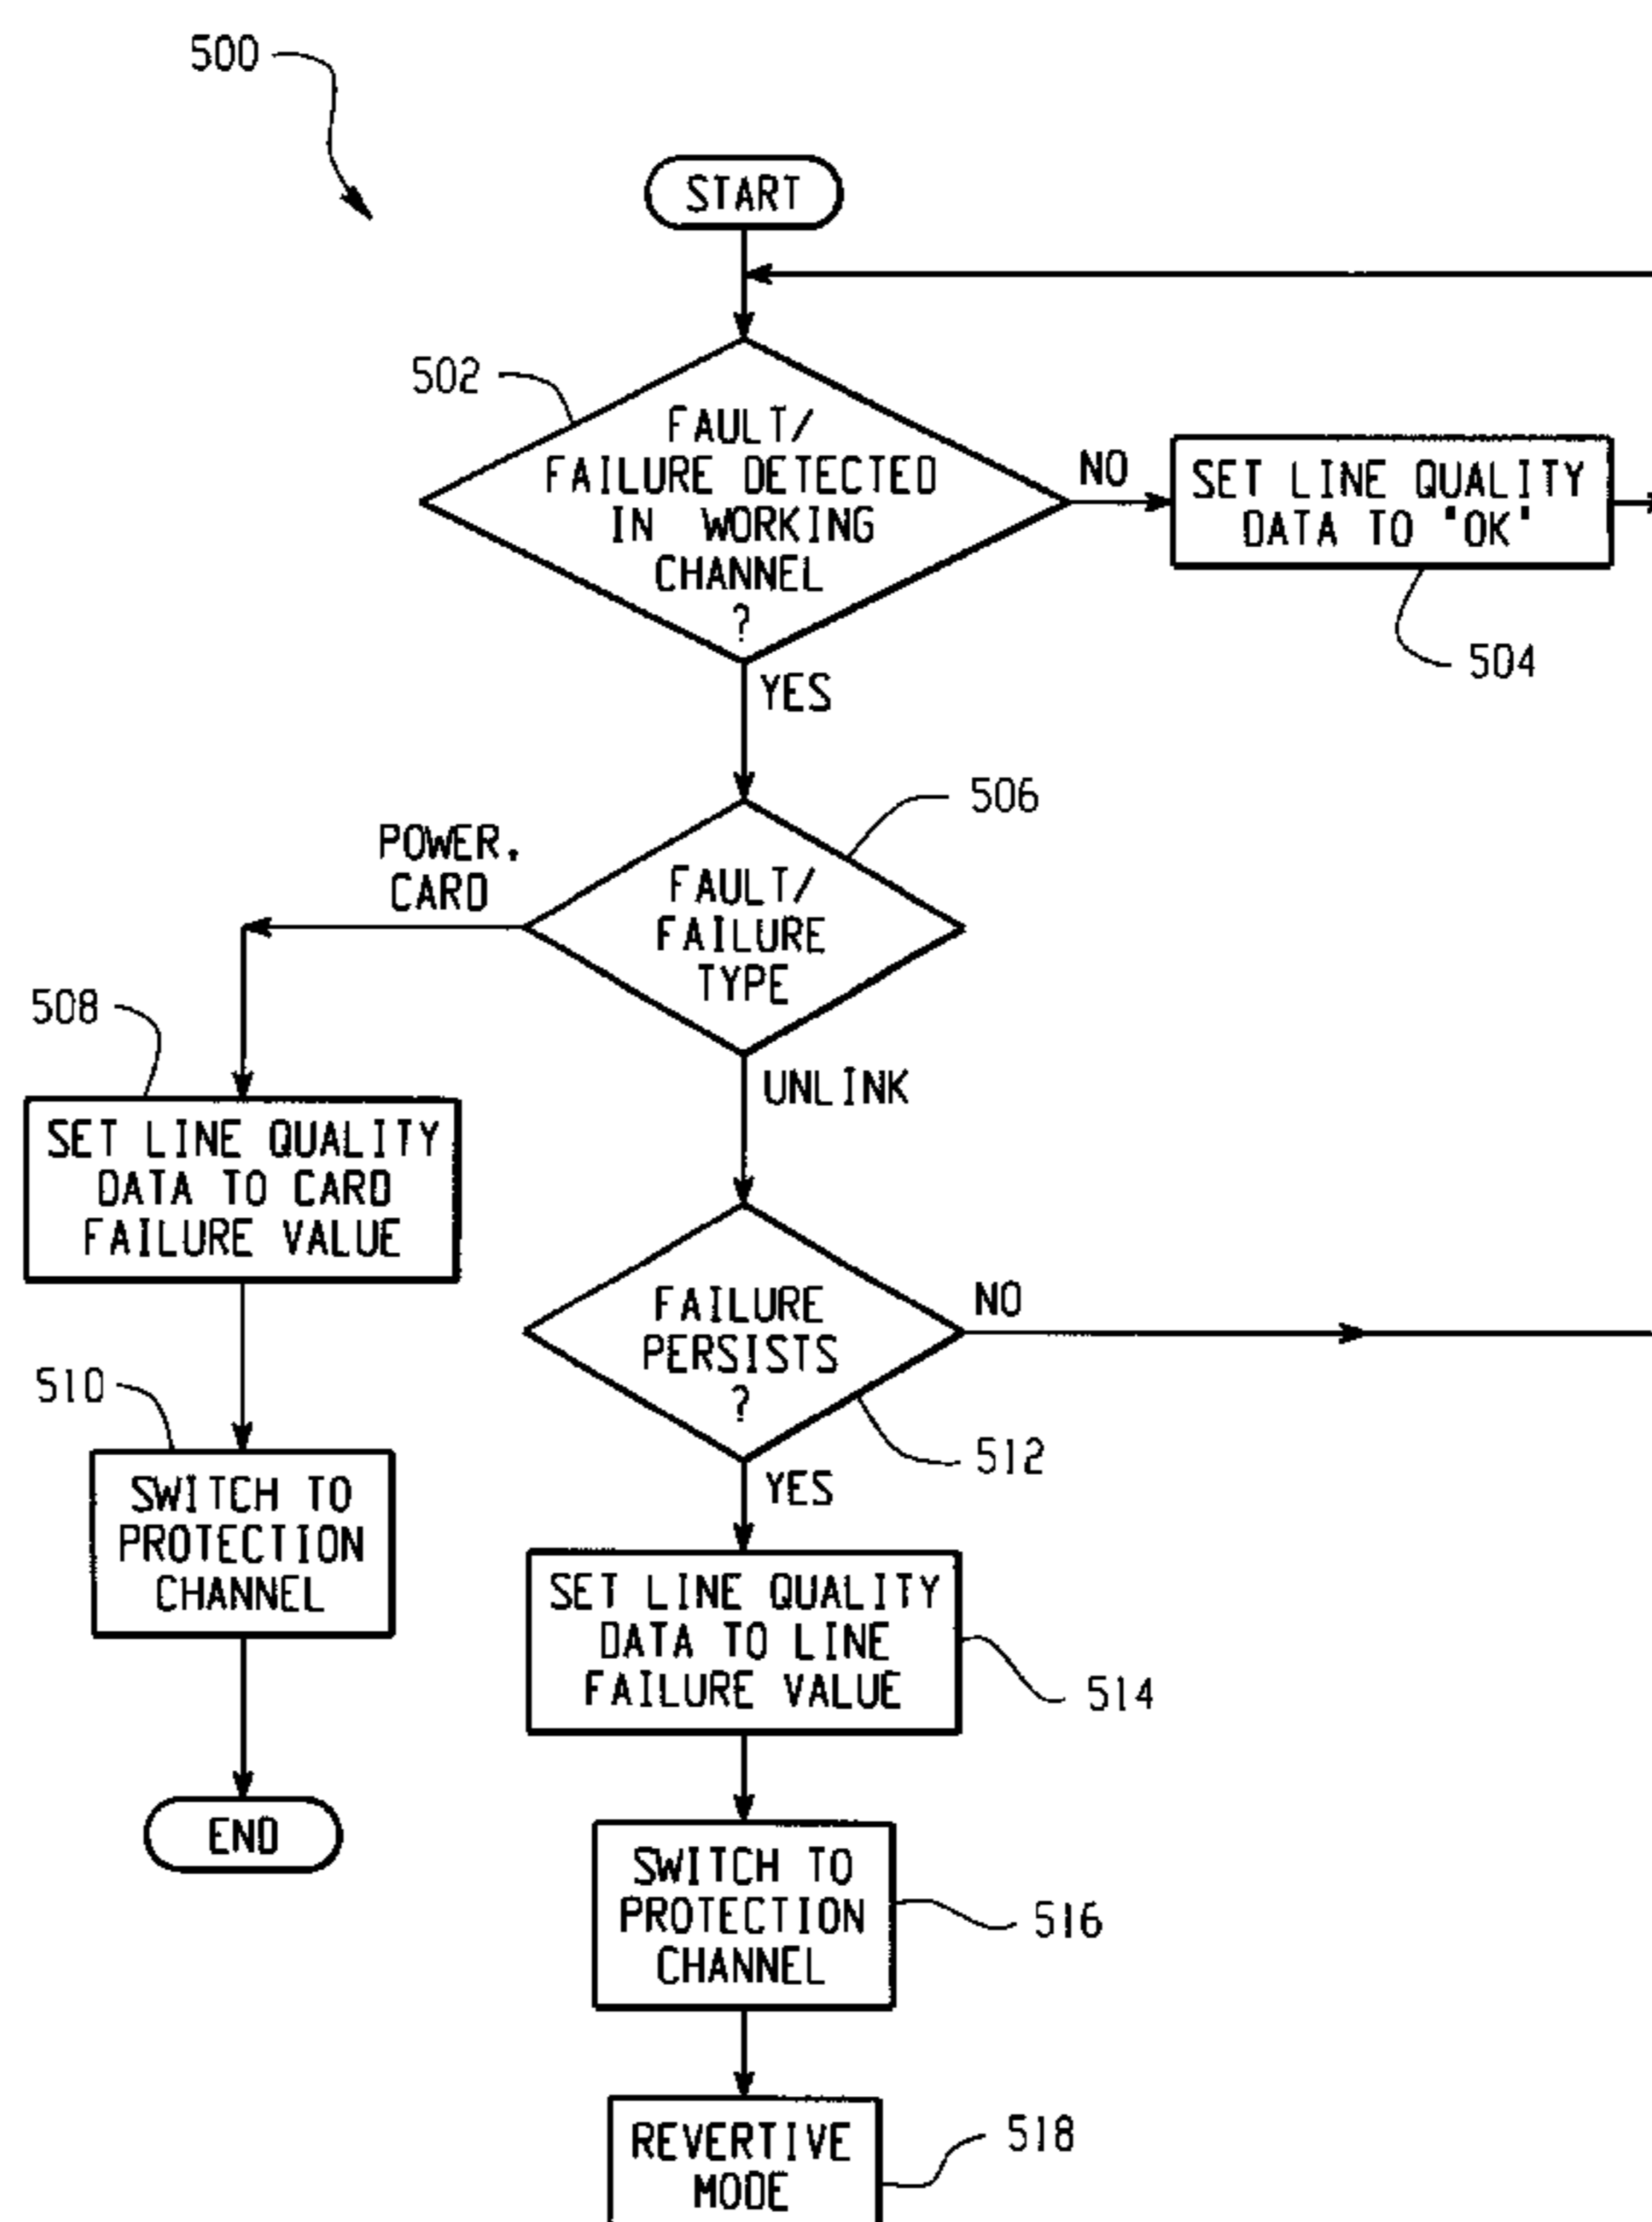 500
START
502
FAULT/
FAILURE DETECTED
IN WORKING
CHANNEL
?
NO
SET LINE QUALITY
DATA TO "OK"
504
YES
506
POWER.
CARD
FAULT/
FAILURE
TYPE
508
UNLINK
SET LINE QUALITY
DATA TO CARD
FAILURE VALUE
FAILURE
PERSISTS
?
NO
510
512
YES
SWITCH TO
PROTECTION
CHANNEL
SET LINE QUALITY
DATA TO LINE
FAILURE VALUE
514
END
SWITCH TO
PROTECTION
CHANNEL
516
REVERTIVE
MODE
518